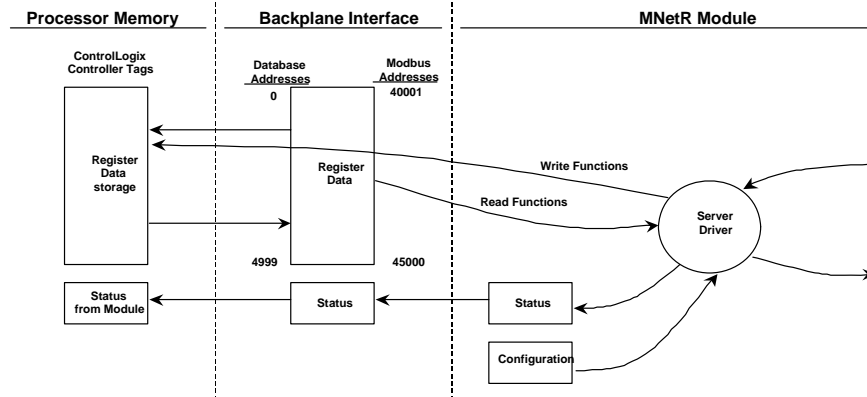 Processor Memory
Backplane Interface
MNetR Module
ControlLogix
Controller Tags
Database
Addresses
0
Modbus
Addresses
40001
Register
Data
storage
Register
Data
Write Functions
Read Functions
Server
Driver
4999
45000
Status
from Module
Status
Status
Configuration